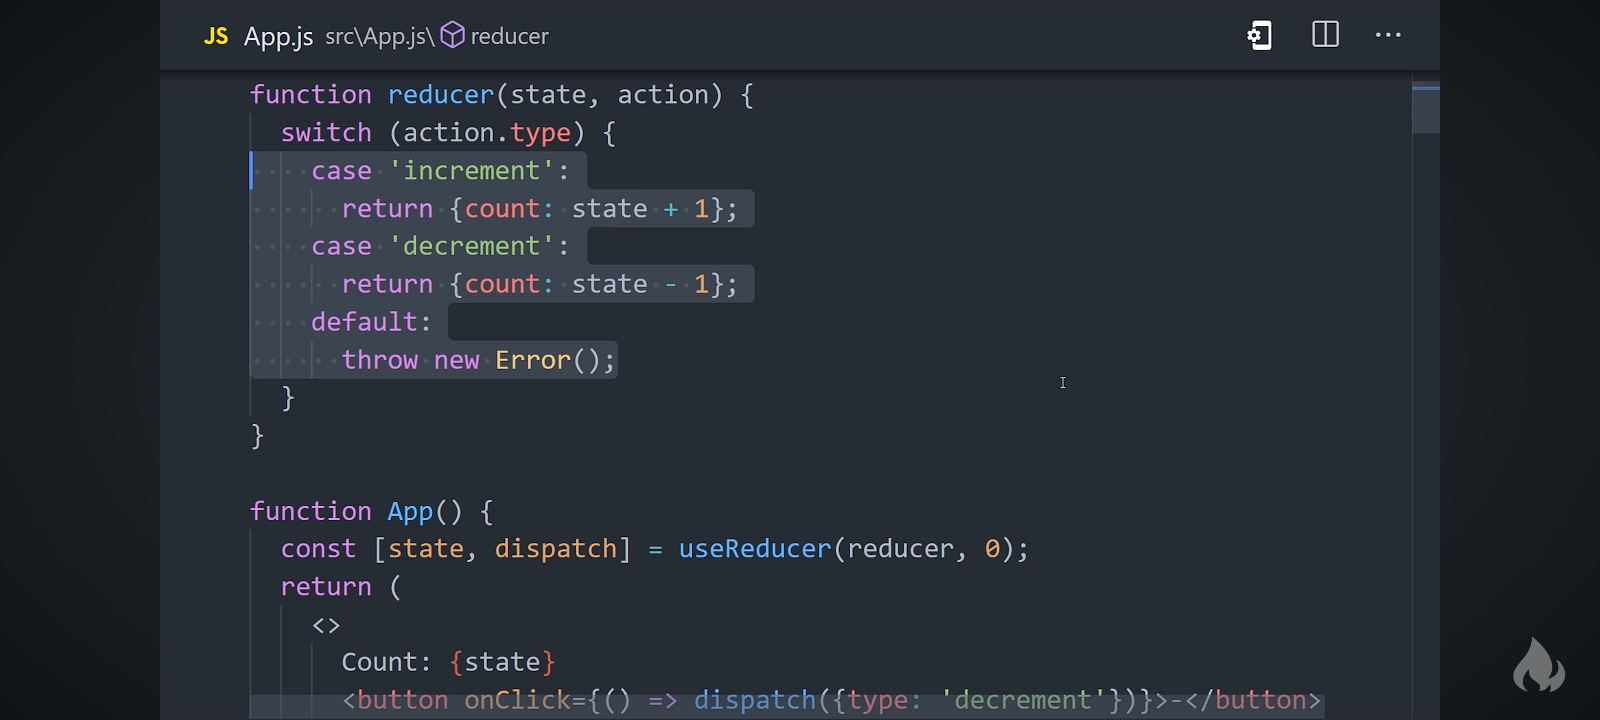 JS App.js src\App.js\ reducer
function reducer(state, action) {
switch (action.type) {
case 'increment':
return {count: state + 1};
case 'decrement':
return {count: state - 1};
default:
throw new Error();
}
}
function App() {
const [state, dispatch] = useReducer(reducer, 0);
return (
<>
Count: {state}
<button onClick={() => dispatch({type: 'decrement'})}>-</button>